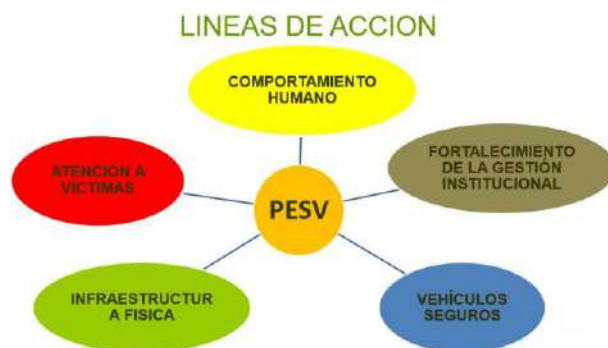 LINEAS DE ACCION
COMPORTAMIENTO
HUMANO
ATENCION A
VICTIMAS
FORTALECIMIENTO
DE LA GESTIÓN
INSTITUCIONAL
PESV
INFRAESTRUCTUR
A FISICA
VEHÍCULOS
SEGUROS